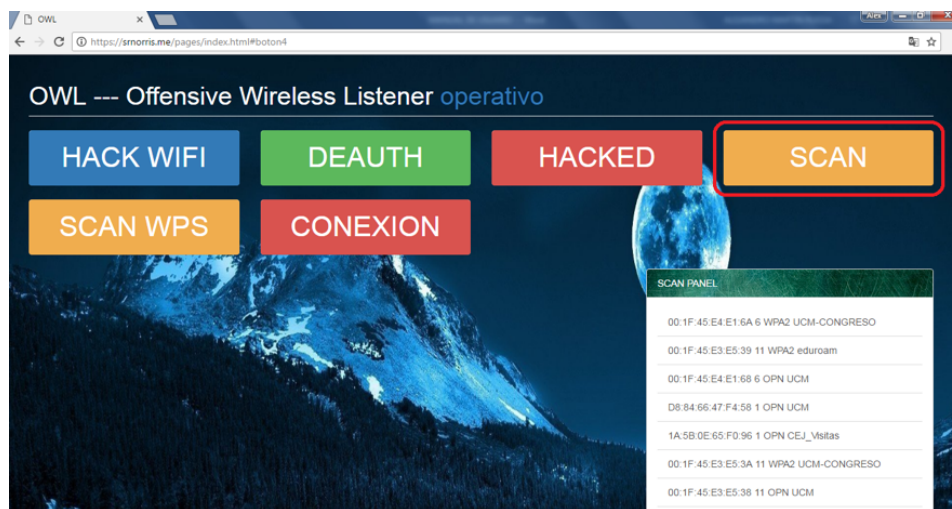 OWL
Alex
https://srnorris.me/pages/index.html#boton4
OWL --- Offensive Wireless Listener operativo
HACK WIFI DEAUTH HACKED SCAN
SCAN WPS CONEXION
SCAN PANEL
00:1F:45:E4:E1:6A 6 WPA2 UCM-CONGRESO
00:1F:45:E3:E5:39 11 WPA2 eduroam
00:1F:45:E4:E1:68 6 OPN UCM
D8:84:66:47:F4:58 1 OPN UCM
1A:5B:0E:65:F0:96 1 OPN CEJ_Visitas
00:1F:45:E3:E5:3A 11 WPA2 UCM-CONGRESO
00:1F:45:E3:E5:38 11 OPN UCM